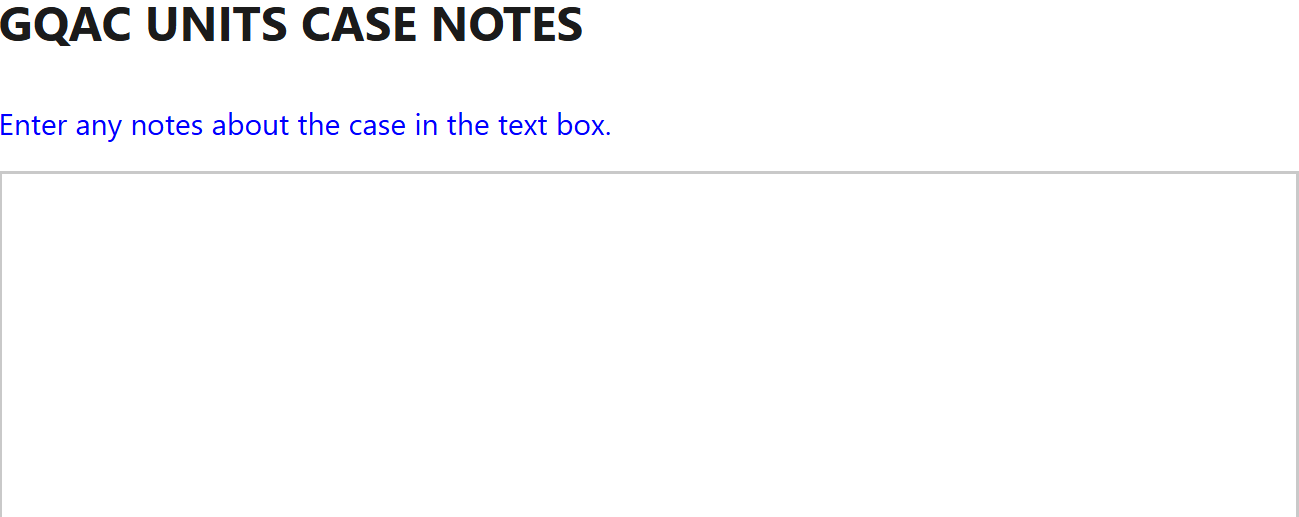 GQAC UNITS CASE NOTES
Enter any notes about the case in the text box.